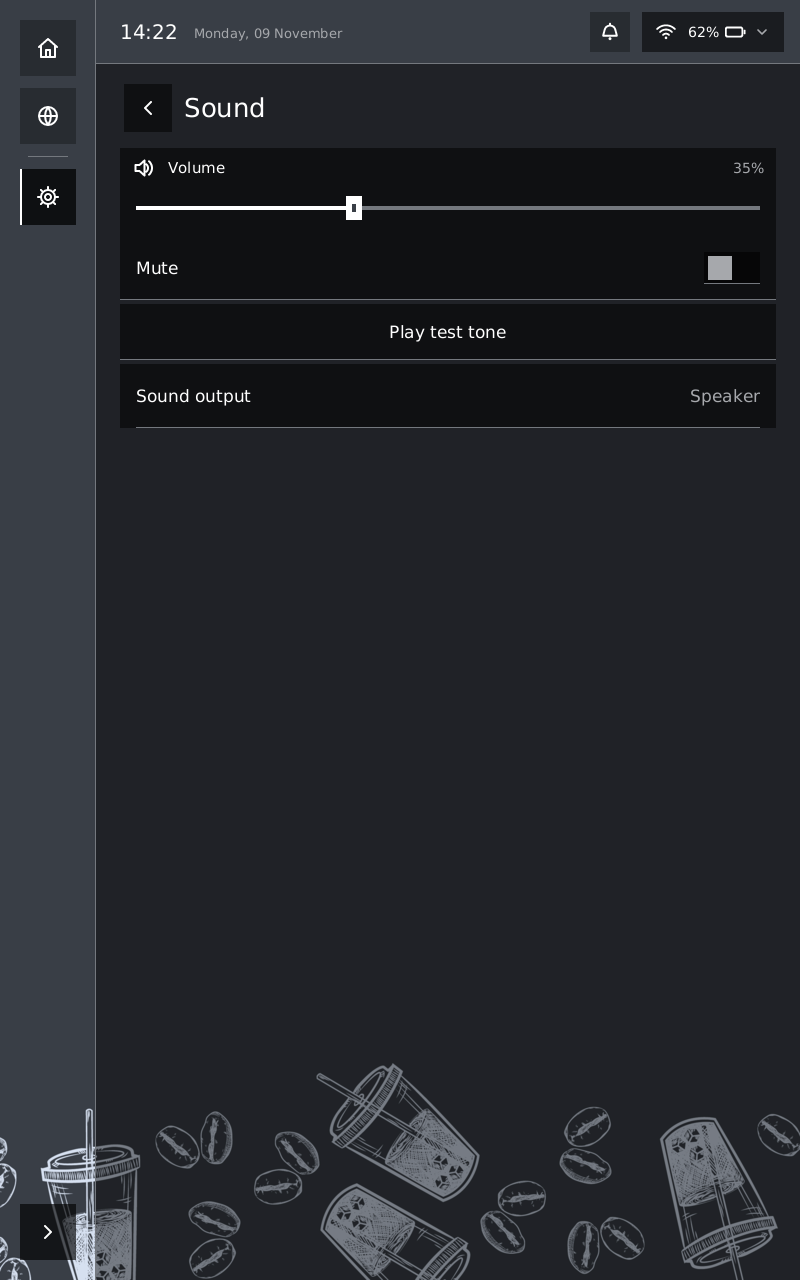 14:22 Monday, 09 November 62%
Sound
Volume 35%
Mute
Play test tone
Sound output Speaker